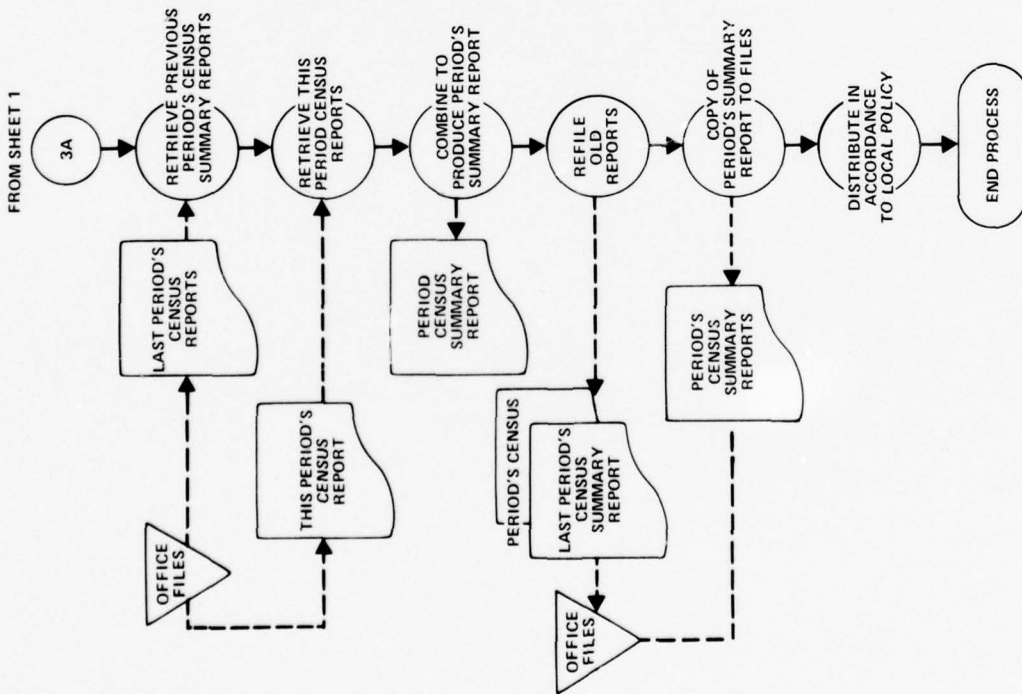 FROM SHEET 1
3A
RETRIEVE PREVIOUS
PERIOD'S CENSUS
SUMMARY REPORTS
LAST PERIOD'S
CENSUS
REPORTS
OFFICE
FILES
RETRIEVE THIS
PERIOD CENSUS
REPORTS
THIS PERIOD'S
CENSUS
REPORT
COMBINE TO
PRODUCE PERIOD'S
SUMMARY REPORT
PERIOD
CENSUS
SUMMARY
REPORT
REFILE
OLD
REPORTS
PERIOD'S CENSUS
LAST PERIOD'S
CENSUS
SUMMARY
REPORT
OFFICE
FILES
COPY OF
PERIOD'S SUMMARY
REPORT TO FILES
PERIOD'S
CENSUS
SUMMARY
REPORTS
DISTRIBUTE IN
ACCORDANCE
TO LOCAL POLICY
END PROCESS